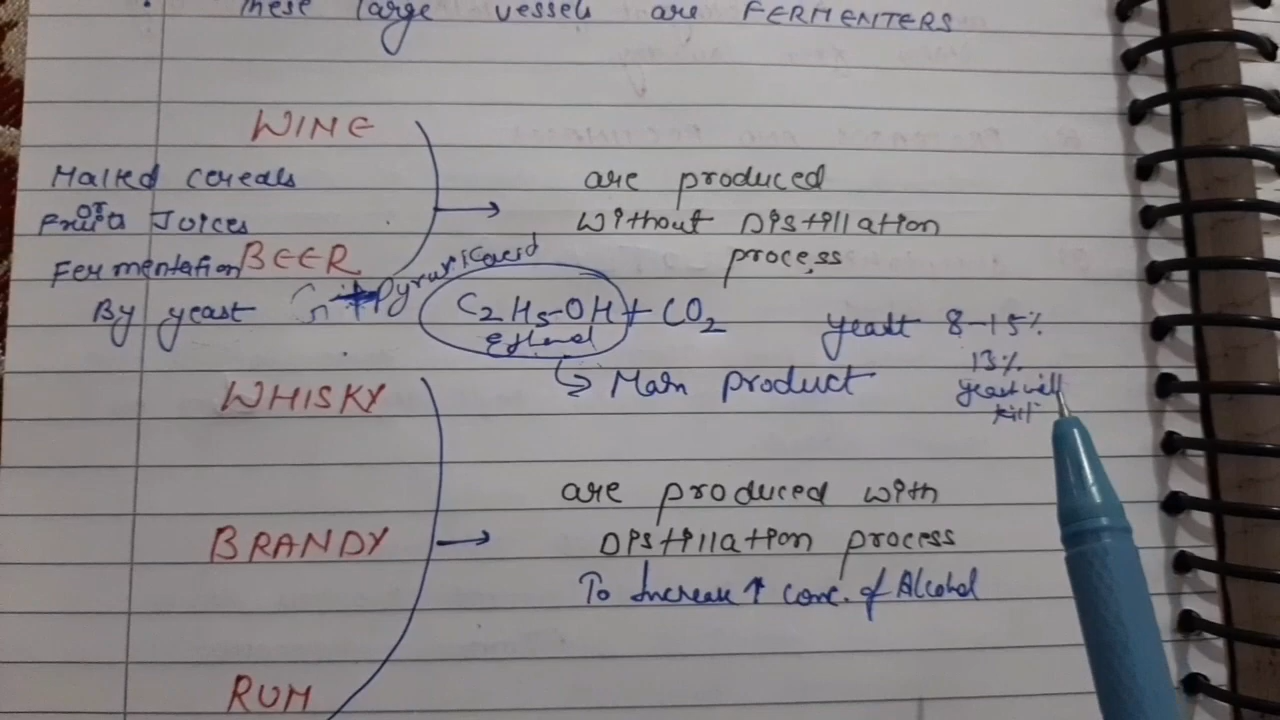 These large vessels are FERMENTERS
WINE
Malted cereals
or
Fruit Juices
Fermentation BEER
By yeast
are produced
without Distillation
process
Pyruvic acid
C2H5-OH + CO2
Ethanol
Main product
yeast 8-15%
13%
yeast will
kill
WHISKY
BRANDY
RUM
are produced with
Distillation process
To Increase ↑ conc. of Alcohol